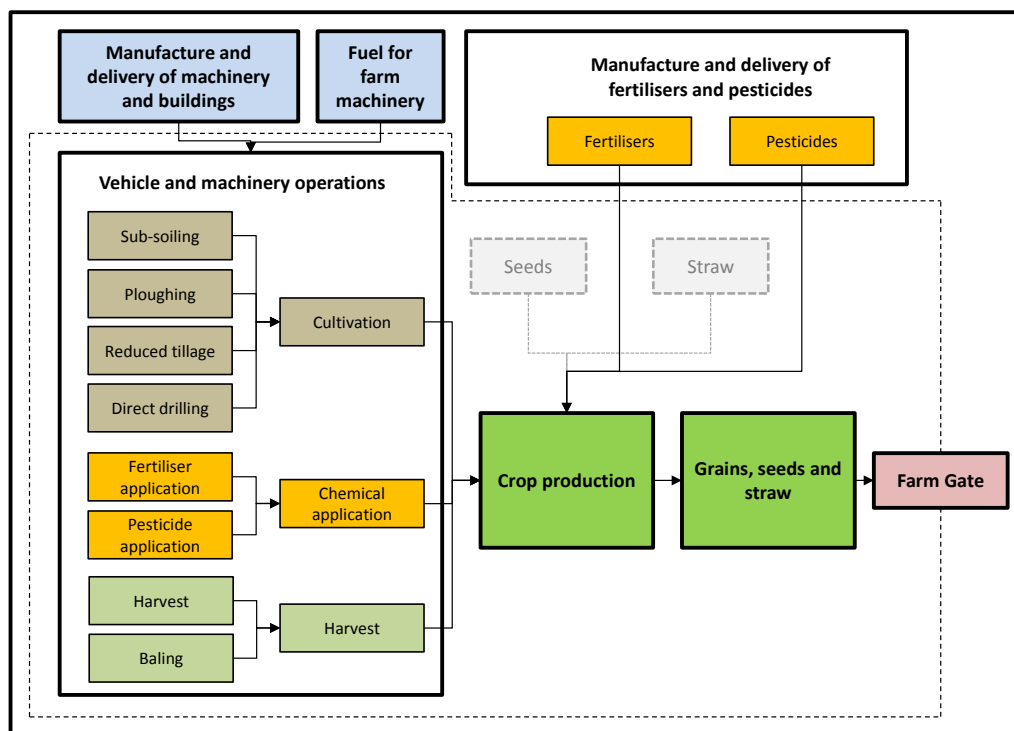 Manufacture and
delivery of machinery
and buildings
Fuel for
farm
machinery
Manufacture and delivery of
fertilisers and pesticides
Fertilisers
Pesticides
Vehicle and machinery operations
Sub-soiling
Ploughing
Reduced tillage
Direct drilling
Cultivation
Seeds
Straw
Fertiliser
application
Pesticide
application
Chemical
application
Harvest
Baling
Harvest
Crop production
Grains, seeds and
straw
Farm Gate